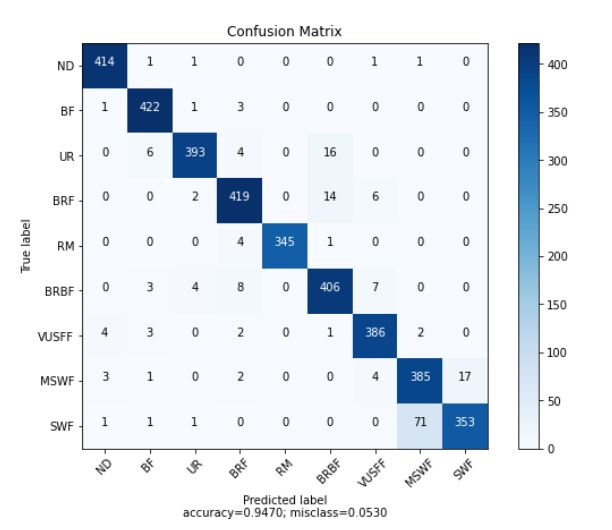 Confusion Matrix
ND 414 1 1 0 0 0 1 1 0
BF 1 422 1 3 0 0 0 0 0
UR 0 6 393 4 0 16 0 0 0
BRF 0 0 2 419 0 14 6 0 0
RM 0 0 0 4 345 1 0 0 0
BRBF 0 3 4 8 0 406 7 0 0
VUSFF 4 3 0 2 0 1 386 2 0
MSWF 3 1 0 2 0 0 4 385 17
SWF 1 1 1 0 0 0 0 71 353
ND BF UR BRF RM BRBF VUSFF MSWF SWF
True label
Predicted label
accuracy=0.9470; misclass=0.0530
400
350
300
250
200
150
100
50
0